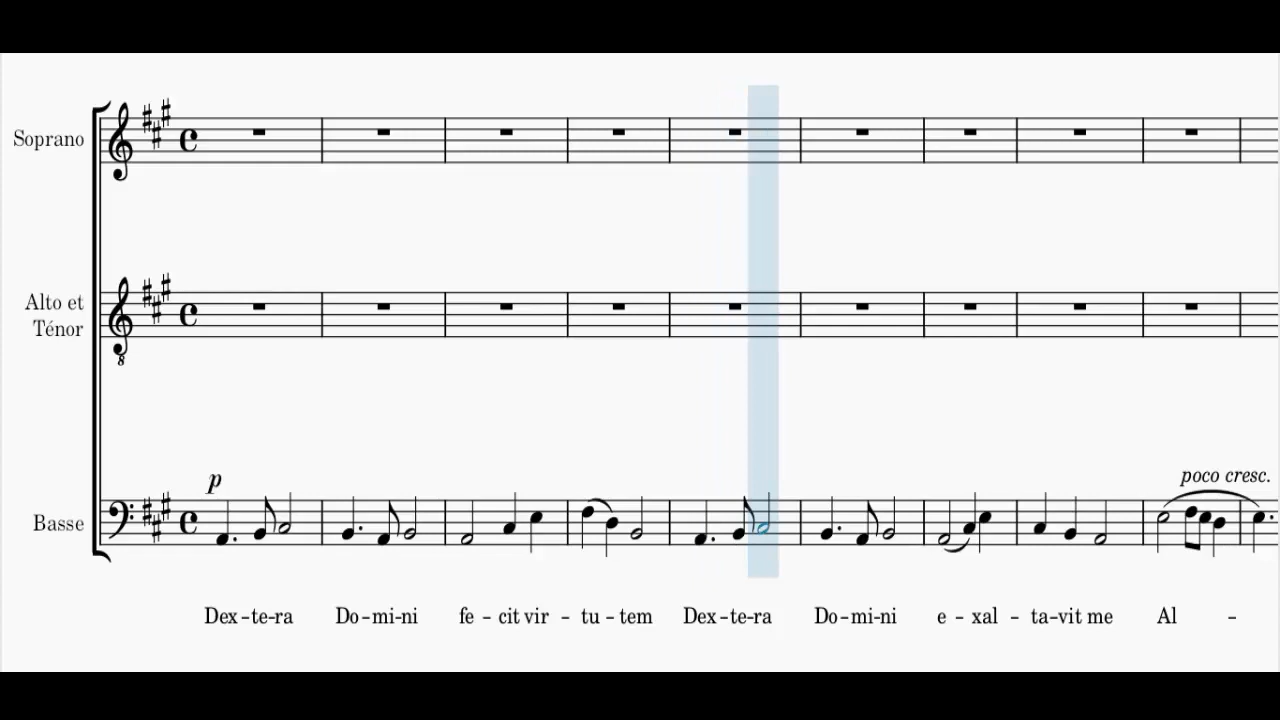 Soprano
Alto et
Ténor
8
p
poco cresc.
Basse
Dex-te-ra Do-mi-ni fe-cit vir-tu-tem Dex-te-ra Do-mi-ni e-xal-ta-vit me Al-